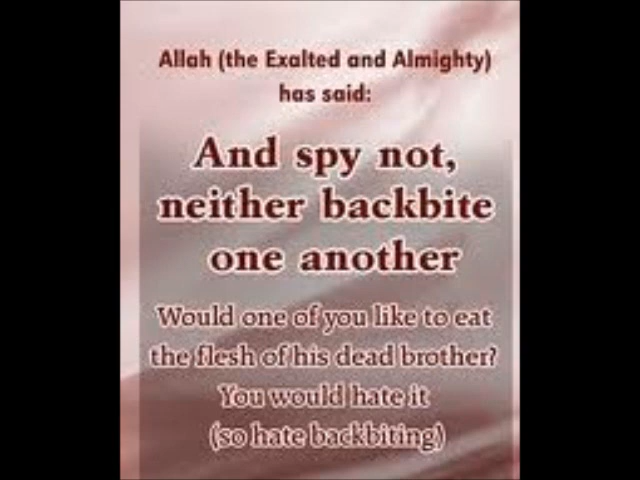 Allah (the Exalted and Almighty)
has said:
And spy not,
neither backbite
one another
Would one of you like to eat
the flesh of his dead brother?
You would hate it
(so hate backbiting)